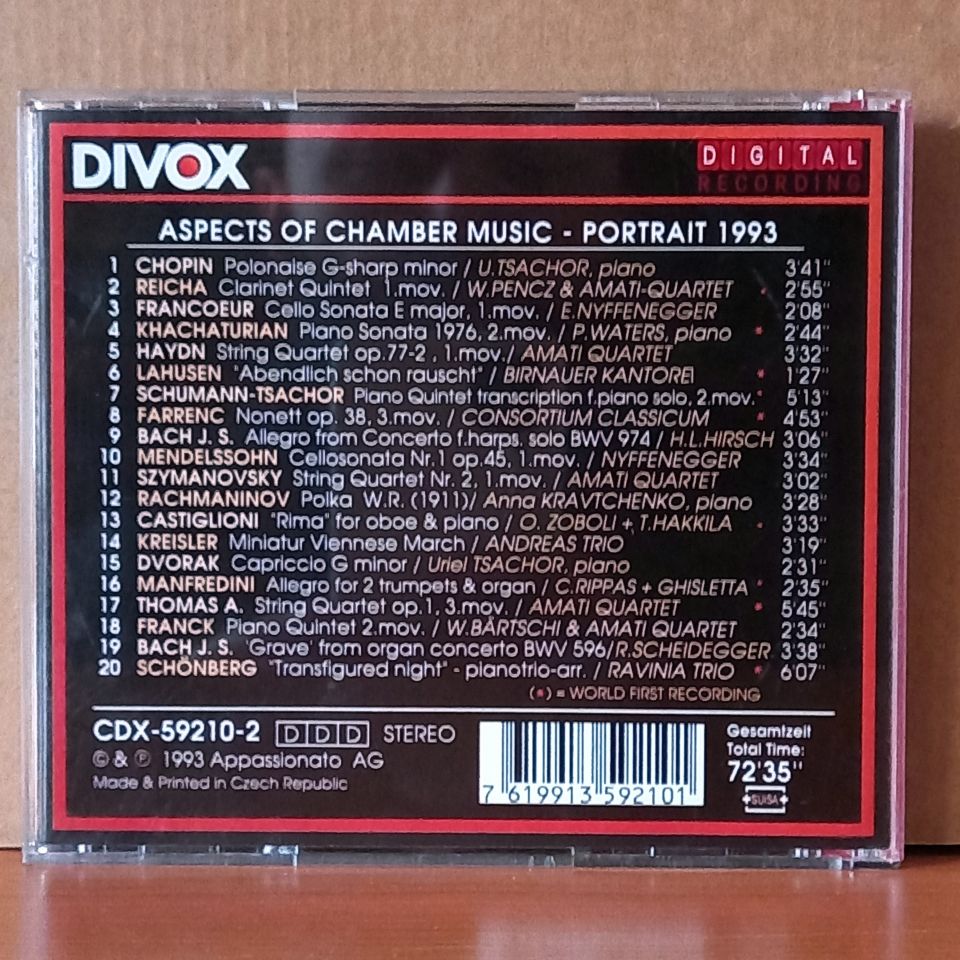 DIVOX
DIGITAL
RECORDING
ASPECTS OF CHAMBER MUSIC - PORTRAIT 1993
1 CHOPIN Polonaise G-sharp minor / U.TSACHOR, piano 3'41"
2 REICHA Clarinet Quintet 1.mov. / W.PENCZ & AMATI-QUARTET * 2'55"
3 FRANCOEUR Cello Sonata E major, 1.mov. / E.NYFFENEGGER 2'08"
4 KHACHATURIAN Piano Sonata 1976, 2.mov. / P.WATERS, piano * 2'44"
5 HAYDN String Quartet op.77-2 , 1.mov./ AMATI QUARTET 3'32"
6 LAHUSEN "Abendlich schon rauscht" / BIRNAUER KANTOREI * 1'27"
7 SCHUMANN-TSACHOR Piano Quintet transcription f.piano solo, 2.mov. * 5'13"
8 FARRENC Nonett op. 38, 3.mov. / CONSORTIUM CLASSICUM * 4'53"
9 BACH J. S. Allegro from Concerto f.harps. solo BWV 974 / H.L.HIRSCH 3'06"
10 MENDELSSOHN Cellosonata Nr.1 op.45, 1.mov. / NYFFENEGGER 3'34"
11 SZYMANOVSKY String Quartet Nr. 2, 1.mov./ AMATI QUARTET 3'02"
12 RACHMANINOV Polka W.R. (1911)/ Anna KRAVTCHENKO, piano 3'28"
13 CASTIGLIONI "Rima" for oboe & piano / O. ZOBOLI + T.HAKKILA * 3'33"
14 KREISLER Miniatur Viennese March / ANDREAS TRIO 3'19"
15 DVORAK Capriccio G minor / Uriel TSACHOR, piano 2'31"
16 MANFREDINI Allegro for 2 trumpets & organ / C.RIPPAS + GHISLETTA * 2'35"
17 THOMAS A. String Quartet op.1, 3.mov. / AMATI QUARTET * 5'45"
18 FRANCK Piano Quintet 2.mov. / W.BÄRTSCHI & AMATI QUARTET 2'34"
19 BACH J. S. "Grave' from organ concerto BWV 596/R.SCHEIDEGGER 3'38"
20 SCHÖNBERG "Transfigured night" - pianotrio-arr. / RAVINIA TRIO * 6'07"
(*) = WORLD FIRST RECORDING
CDX-59210-2 DDD STEREO
© & ℗ 1993 Appassionato AG
Made & Printed in Czech Republic
7 619913 592101
Gesamtzeit
Total Time:
72'35"
SUISA